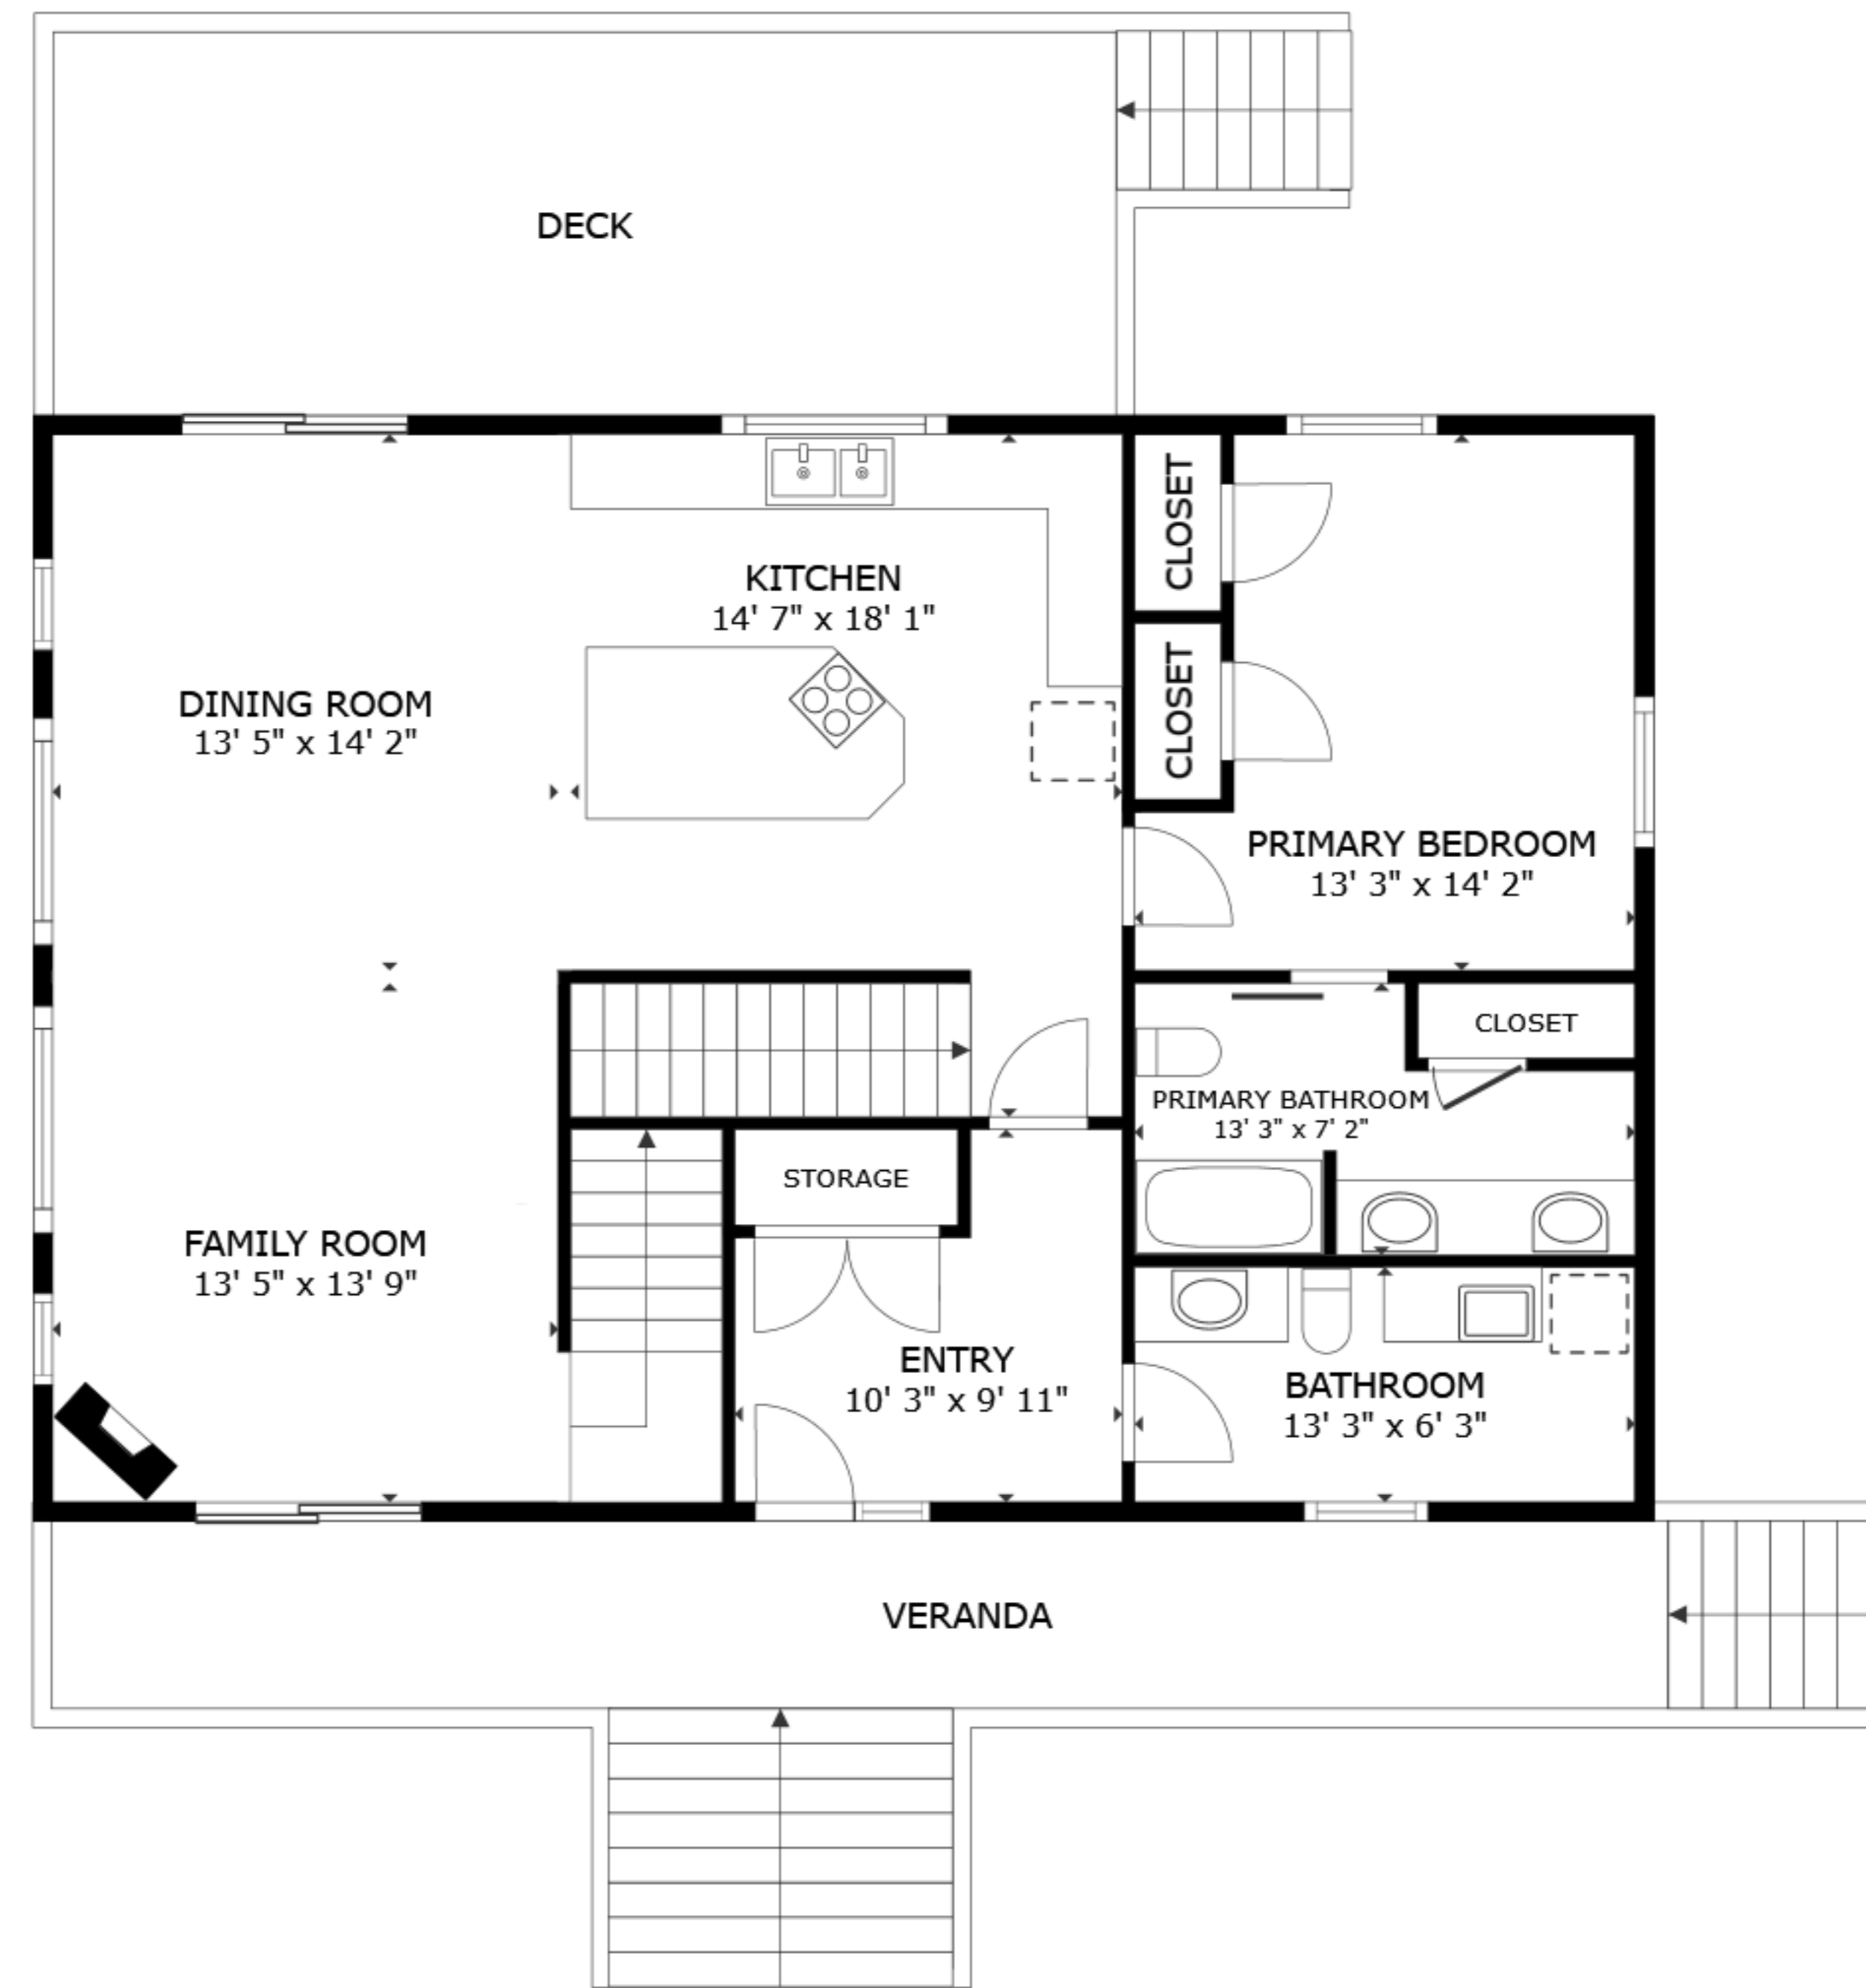 DECK
CLOSET
KITCHEN
14' 7" x 18' 1"
DINING ROOM
13' 5" x 14' 2"
CLOSET
PRIMARY BEDROOM
13' 3" x 14' 2"
CLOSET
PRIMARY BATHROOM
13' 3" x 7' 2"
STORAGE
FAMILY ROOM
13' 5" x 13' 9"
ENTRY
10' 3" x 9' 11"
BATHROOM
13' 3" x 6' 3"
VERANDA